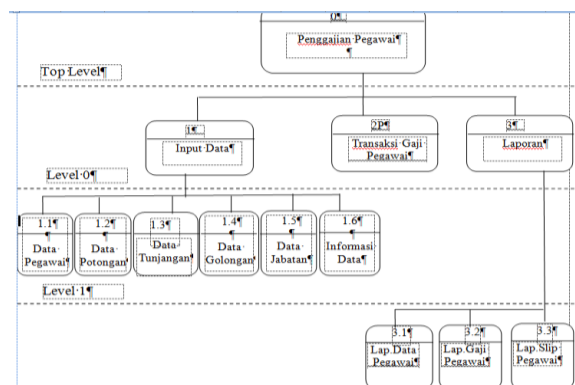 0¶
Penggajian Pegawai¶
¶
Top Level¶
1¶
Input Data¶
2P¶
Transaksi Gaji
Pegawai¶
3¶
Laporan¶
Level·0¶
1.1¶
¶
Data·
Pegawai¶
1.2¶
¶
Data·
Potongan¶
1.3¶
Data·
Tunjangan¶
1.4¶
¶
Data·
Golongan¶
1.5¶
¶
Data·
Jabatan¶
1.6¶
¶
Informasi
Data¶
Level·1¶
3.1¶
Lap.Data
Pegawai¶
3.2¶
Lap.Gaji
Pegawai¶
3.3¶
Lap.Slip
Pegawai¶